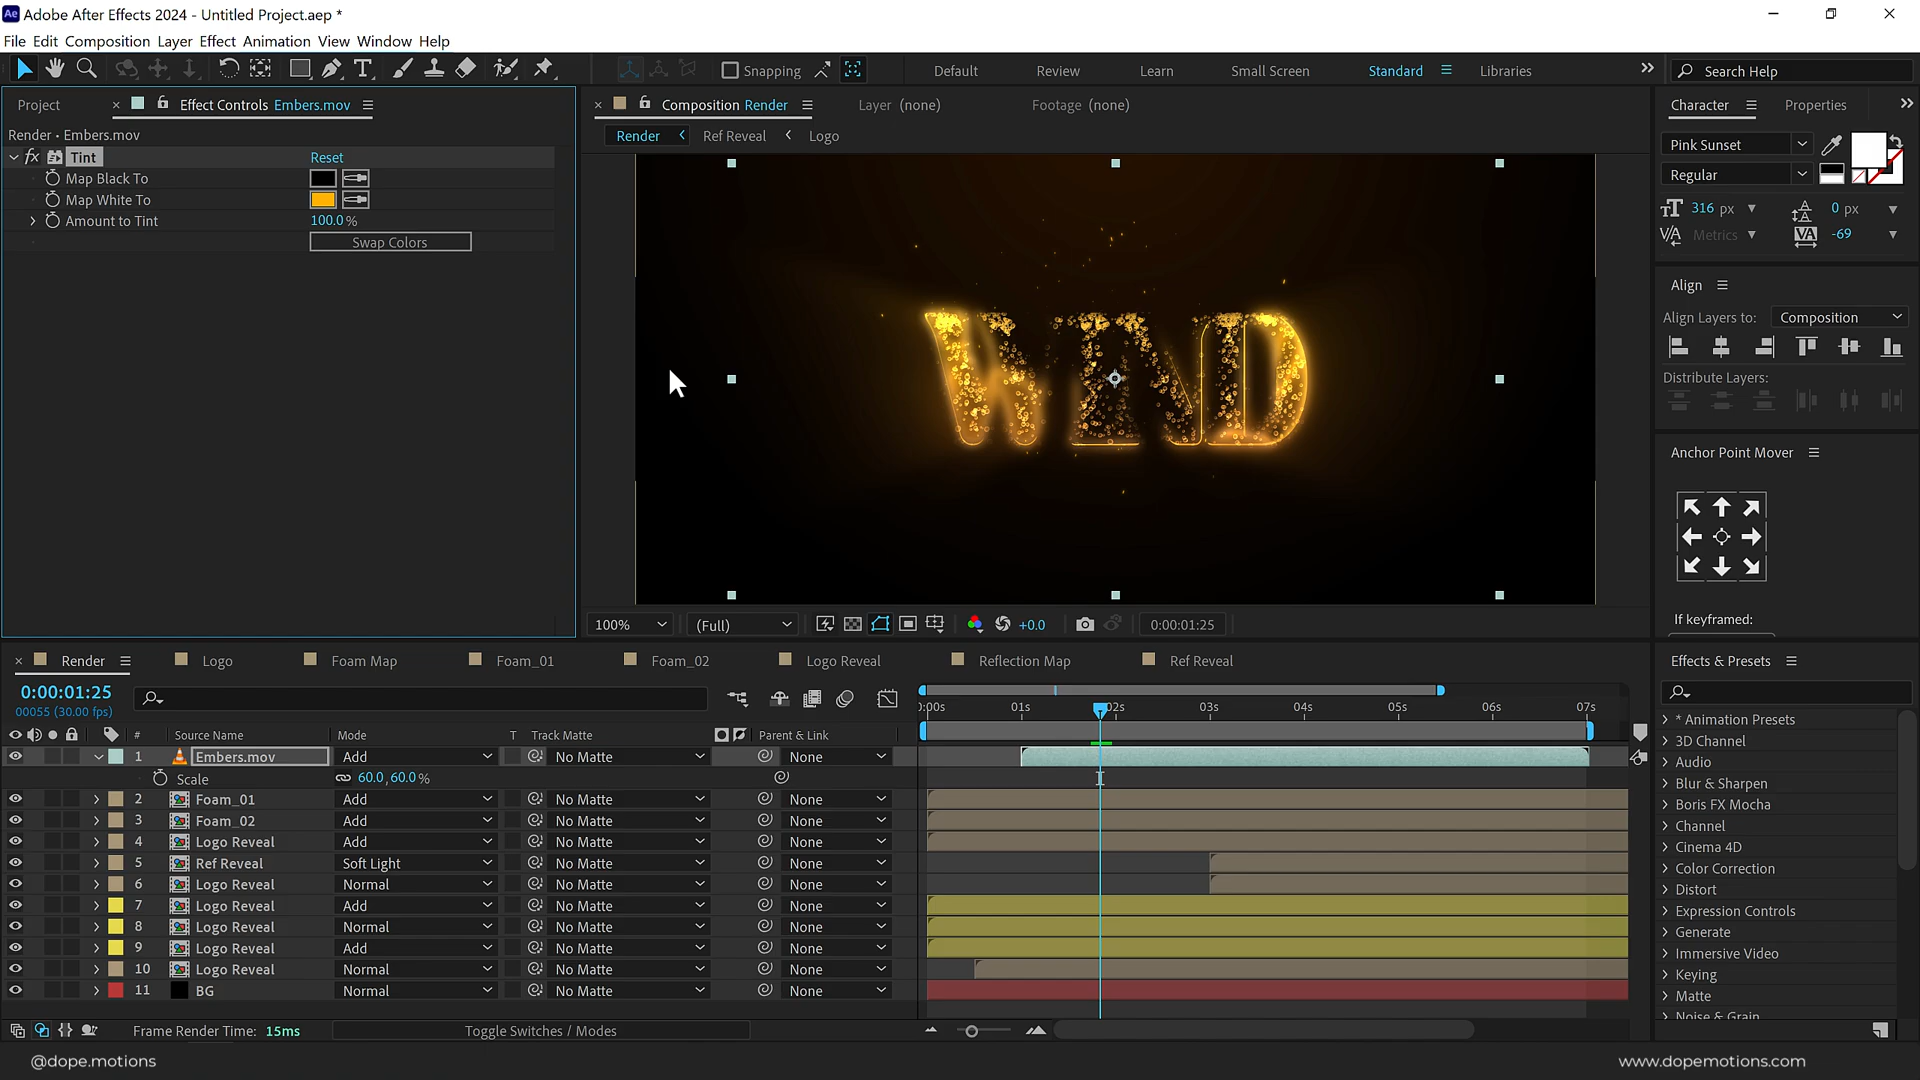 Ae Adobe After Effects 2024 - Untitled Project.aep *
File Edit Composition Layer Effect Animation View Window Help
Snapping Default Review Learn Small Screen Standard Libraries Search Help
Project Effect Controls Embers.mov
Render • Embers.mov
fx Tint Reset
Map Black To
Map White To
Amount to Tint 100.0 %
Swap Colors
Composition Render Layer (none) Footage (none)
Render Ref Reveal Logo
WIND
100% (Full) +0.0 0:00:01:25
Character Properties
Pink Sunset
Regular
316 px 0 px
Metrics -69
Align
Align Layers to: Composition
Distribute Layers:
Anchor Point Mover
If keyframed:
Render Logo Foam Map Foam_01 Foam_02 Logo Reveal Reflection Map Ref Reveal
0:00:01:25
00055 (30.00 fps)
:00s 01s 02s 03s 04s 05s 06s 07s
# Source Name Mode T Track Matte Parent & Link
1 Embers.mov Add No Matte None
Scale 60.0,60.0 %
2 Foam_01 Add No Matte None
3 Foam_02 Add No Matte None
4 Logo Reveal Add No Matte None
5 Ref Reveal Soft Light No Matte None
6 Logo Reveal Normal No Matte None
7 Logo Reveal Add No Matte None
8 Logo Reveal Normal No Matte None
9 Logo Reveal Add No Matte None
10 Logo Reveal Normal No Matte None
11 BG Normal No Matte None
Frame Render Time: 15ms Toggle Switches / Modes
Effects & Presets
* Animation Presets
3D Channel
Audio
Blur & Sharpen
Boris FX Mocha
Channel
Cinema 4D
Color Correction
Distort
Expression Controls
Generate
Immersive Video
Keying
Matte
Noise & Grain
@dope.motions
www.dopemotions.com